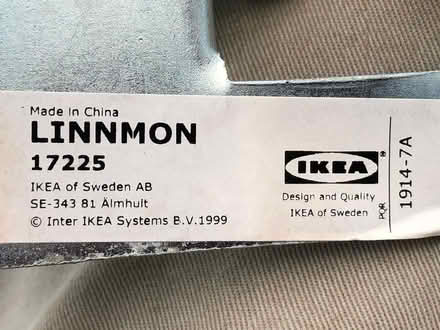 Made in China
LINNMON
17225
IKEA of Sweden AB
SE-343 81 Älmhult
© Inter IKEA Systems B.V.1999
IKEA®
Design and Quality
IKEA of Sweden
PQR
1914-7A